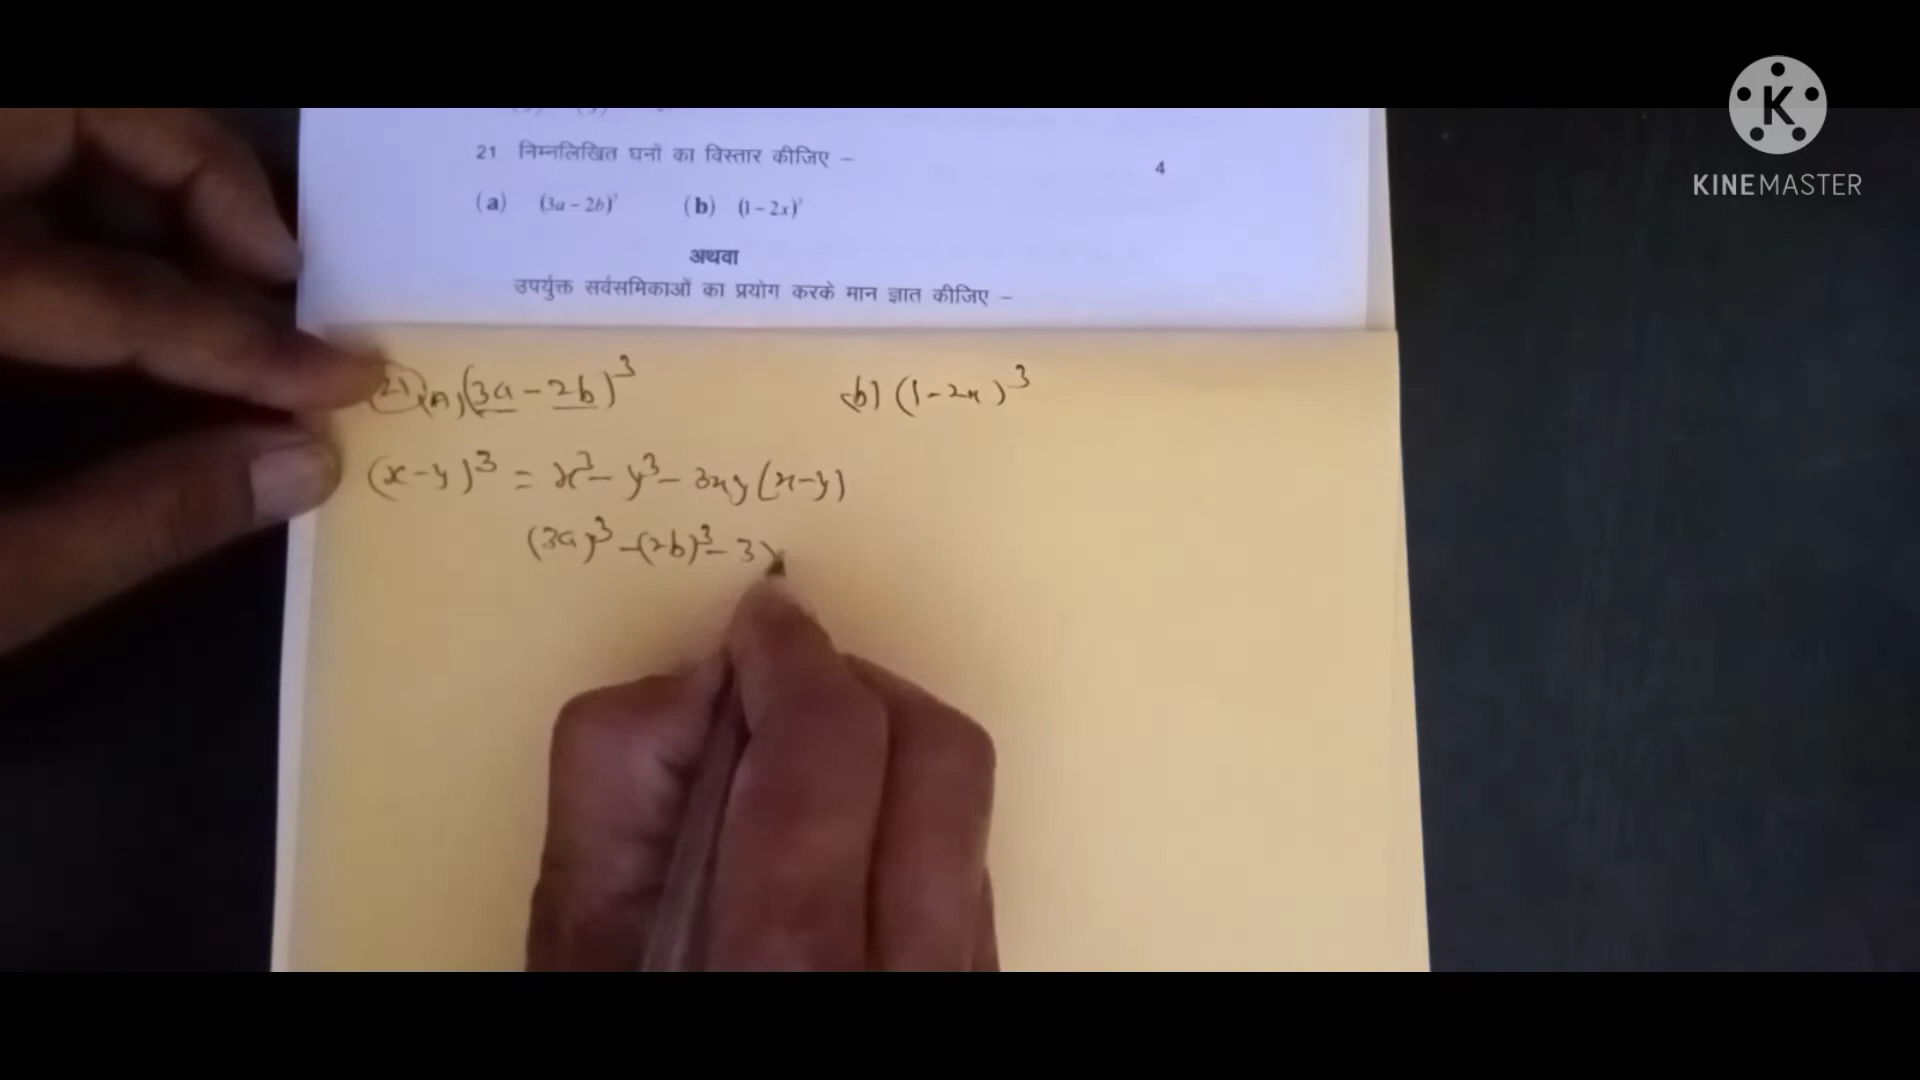 KINEMASTER
21 निम्नलिखित घनों का विस्तार कीजिए – 4
(a) (3a – 2b)³ (b) (1 – 2x)³
अथवा
उपर्युक्त सर्वसमिकाओं का प्रयोग करके मान ज्ञात कीजिए –
21) (a) (3a - 2b)³ (b) (1 - 2x)³
(x-y)³ = x³ - y³ - 3xy(x-y)
(3a)³ - (2b)³ - 3x